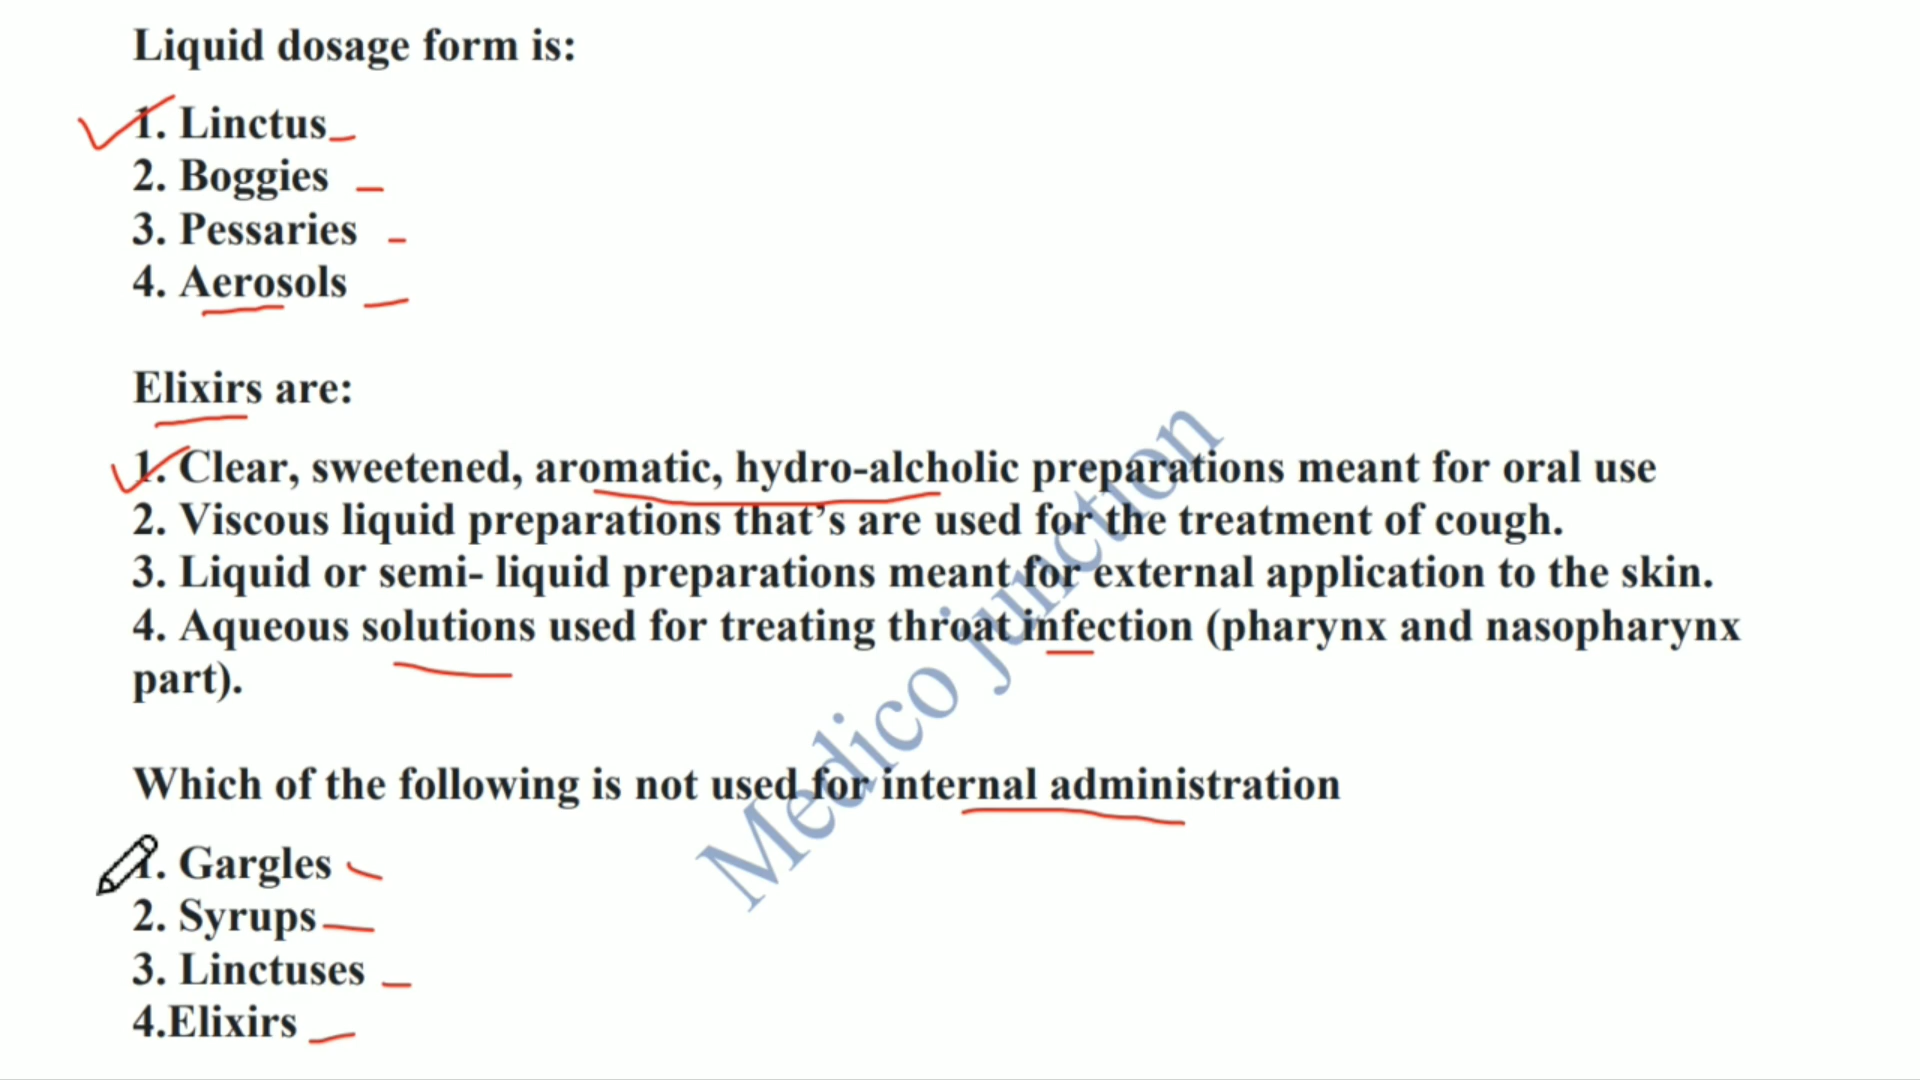 Liquid dosage form is:
1. Linctus
2. Boggies
3. Pessaries
4. Aerosols
Elixirs are:
1. Clear, sweetened, aromatic, hydro-alcholic preparations meant for oral use
2. Viscous liquid preparations that's are used for the treatment of cough.
3. Liquid or semi- liquid preparations meant for external application to the skin.
4. Aqueous solutions used for treating throat infection (pharynx and nasopharynx
part).
Medico junction
Which of the following is not used for internal administration
1. Gargles
2. Syrups
3. Linctuses
4.Elixirs